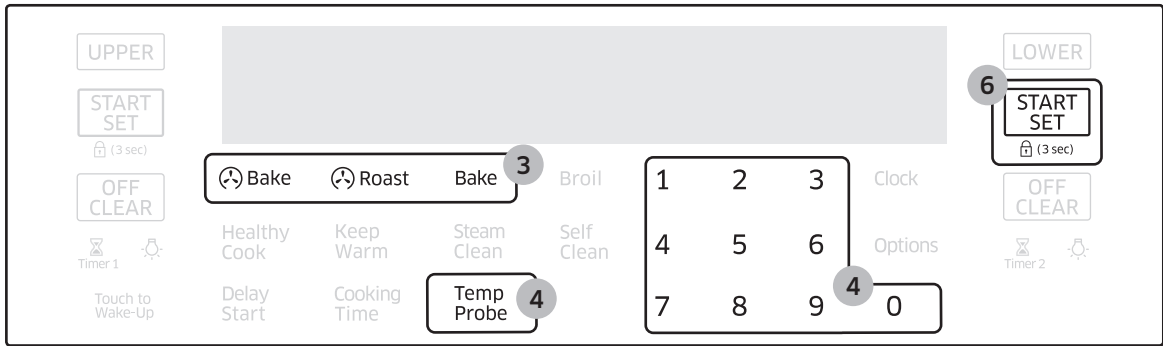 UPPER
LOWER
START
SET
(3 sec)
6
START
SET
(3 sec)
Bake
Roast
Bake
3
Broil
1 2 3
Clock
OFF
CLEAR
OFF
CLEAR
Healthy
Cook
Keep
Warm
Steam
Clean
Self
Clean
4 5 6
Options
Timer 1
Timer 2
Touch to
Wake-Up
Delay
Start
Cooking
Time
Temp
Probe
4
7 8 9
4
0